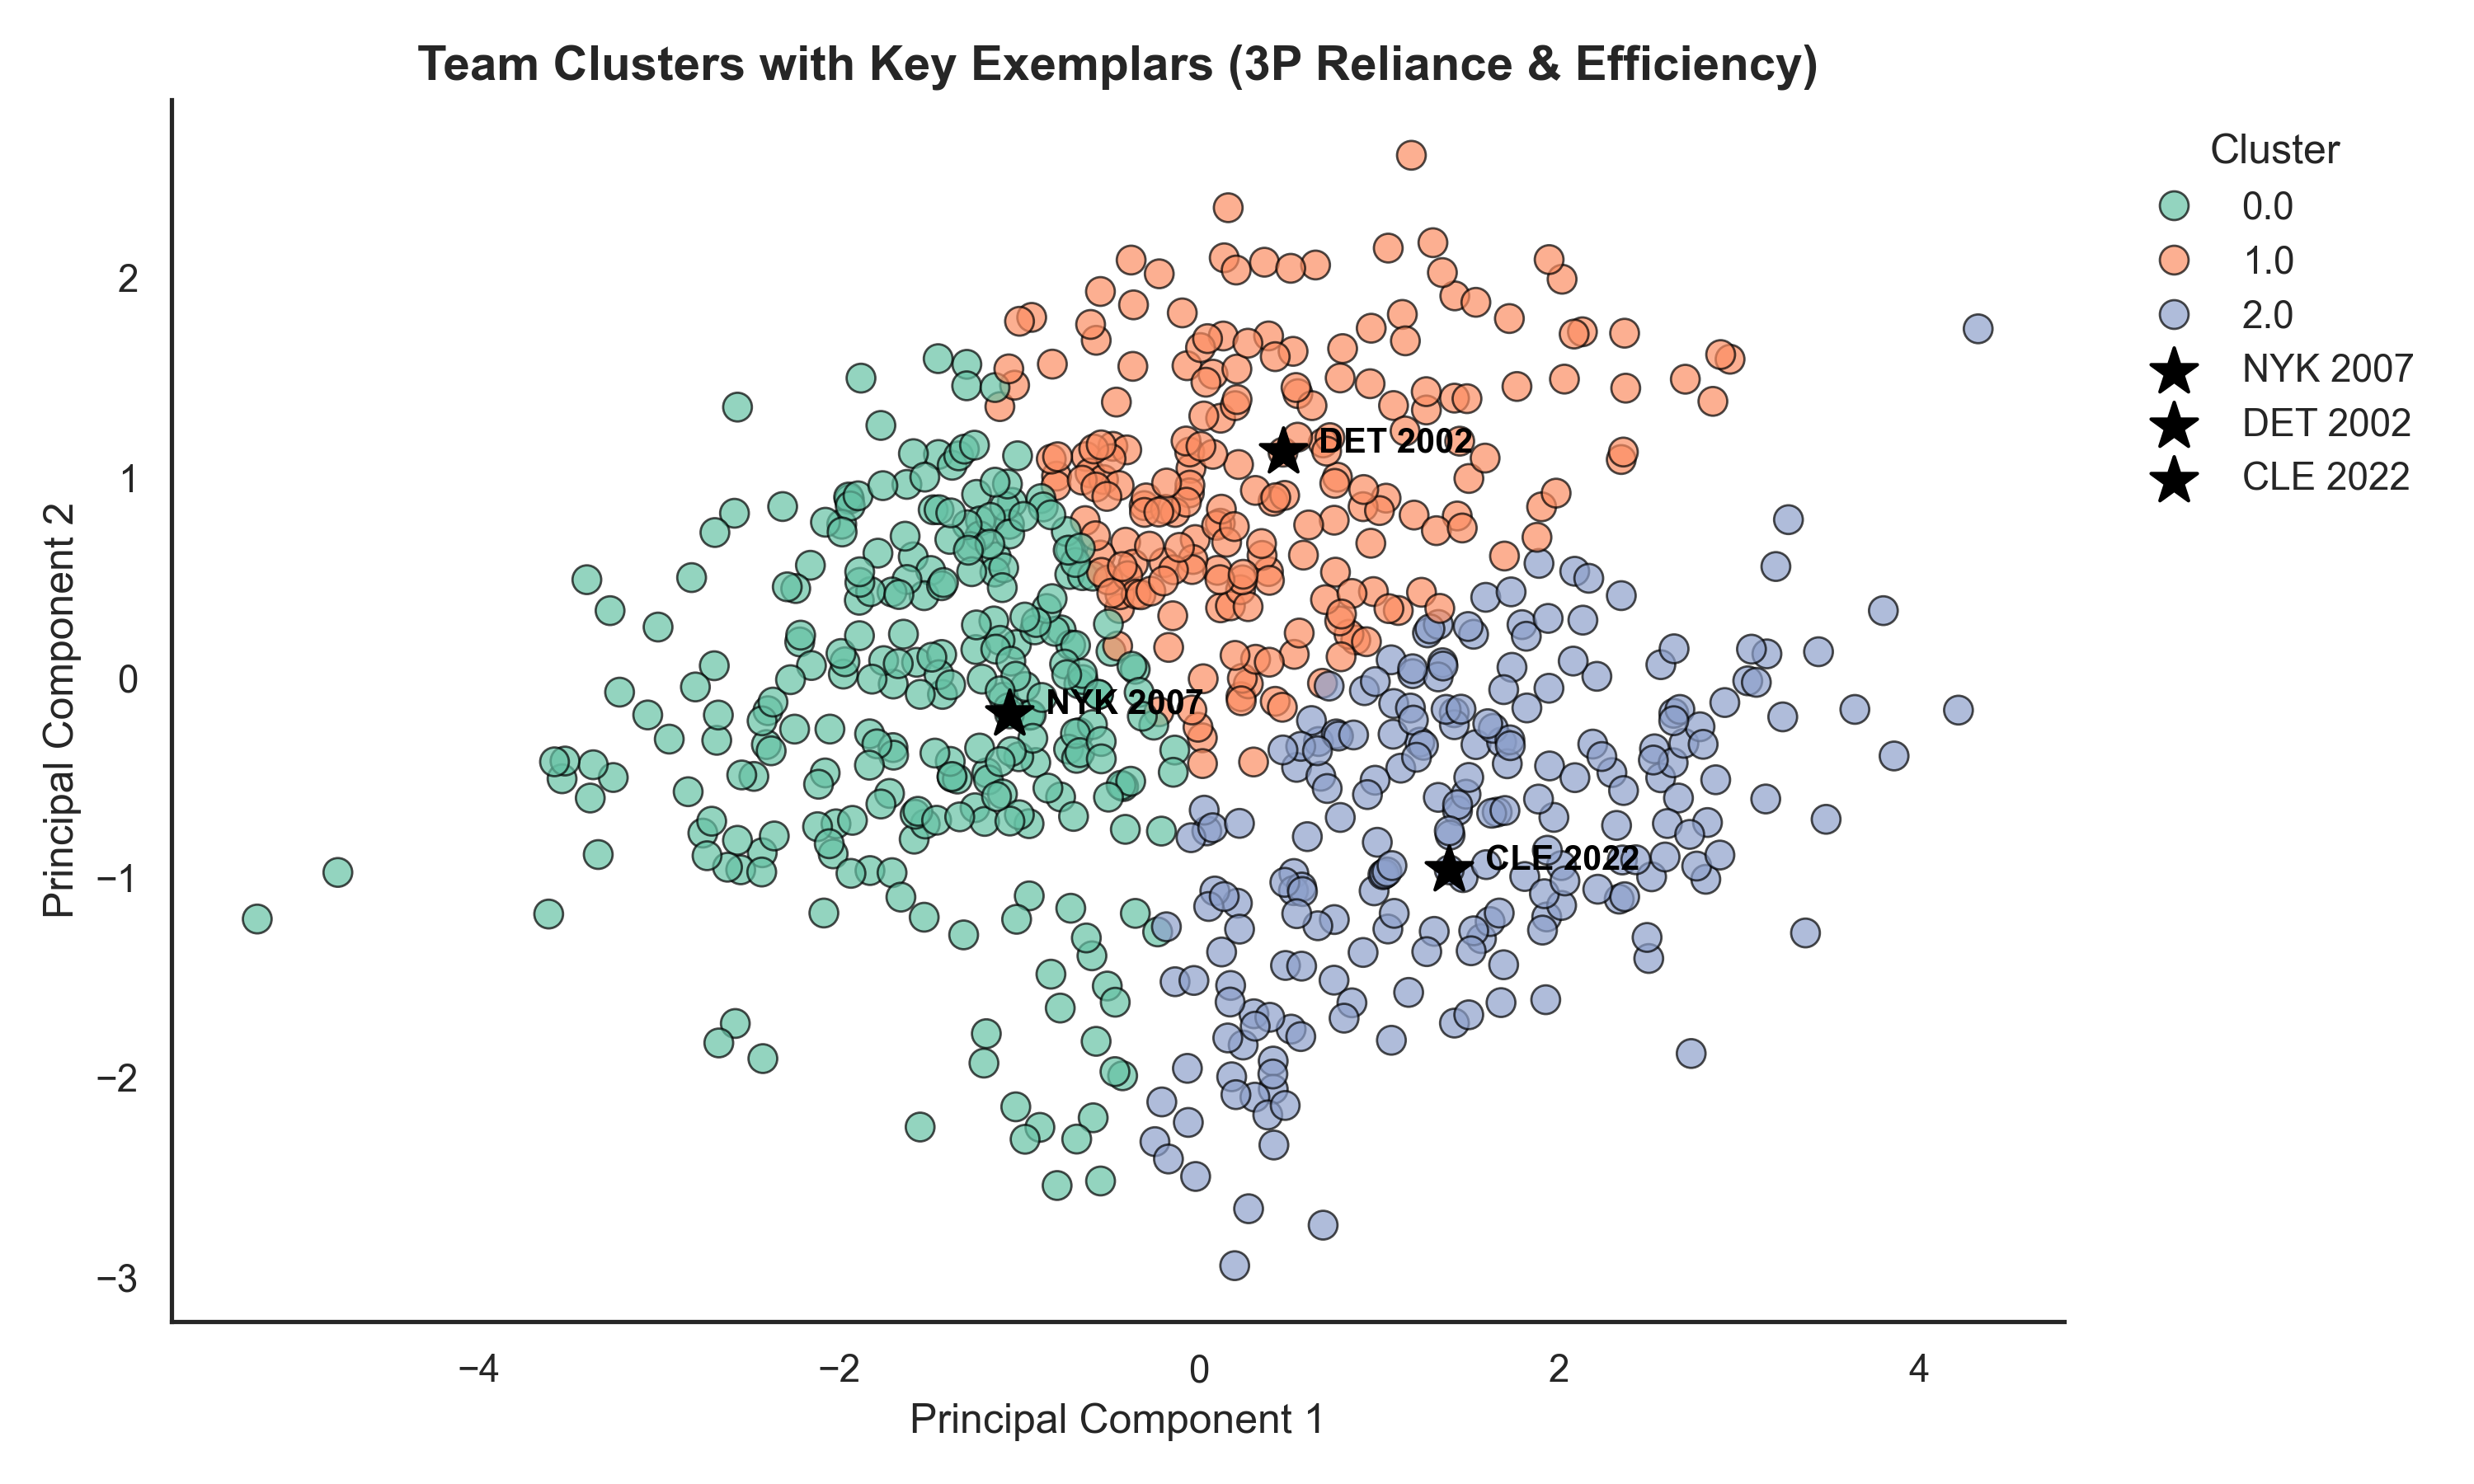 Team Clusters with Key Exemplars (3P Reliance & Efficiency)
Cluster
0.0
1.0
2.0
NYK 2007
DET 2002
CLE 2022
DET 2002
NYK 2007
CLE 2022
Principal Component 2
2
1
0
−1
−2
−3
−4
−2
0
2
4
Principal Component 1